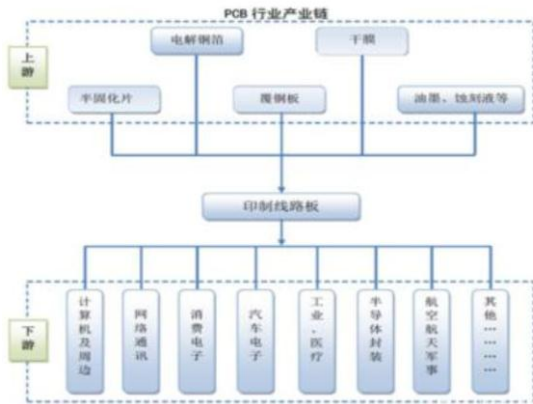 PCB 行业产业链
上游
电解铜箔
干膜
半固化片
覆铜板
油墨、蚀刻液等
印制线路板
下游
计算机及周边
网络通讯
消费电子
汽车电子
工业、医疗
半导体封装
航空航天军事
其他…………